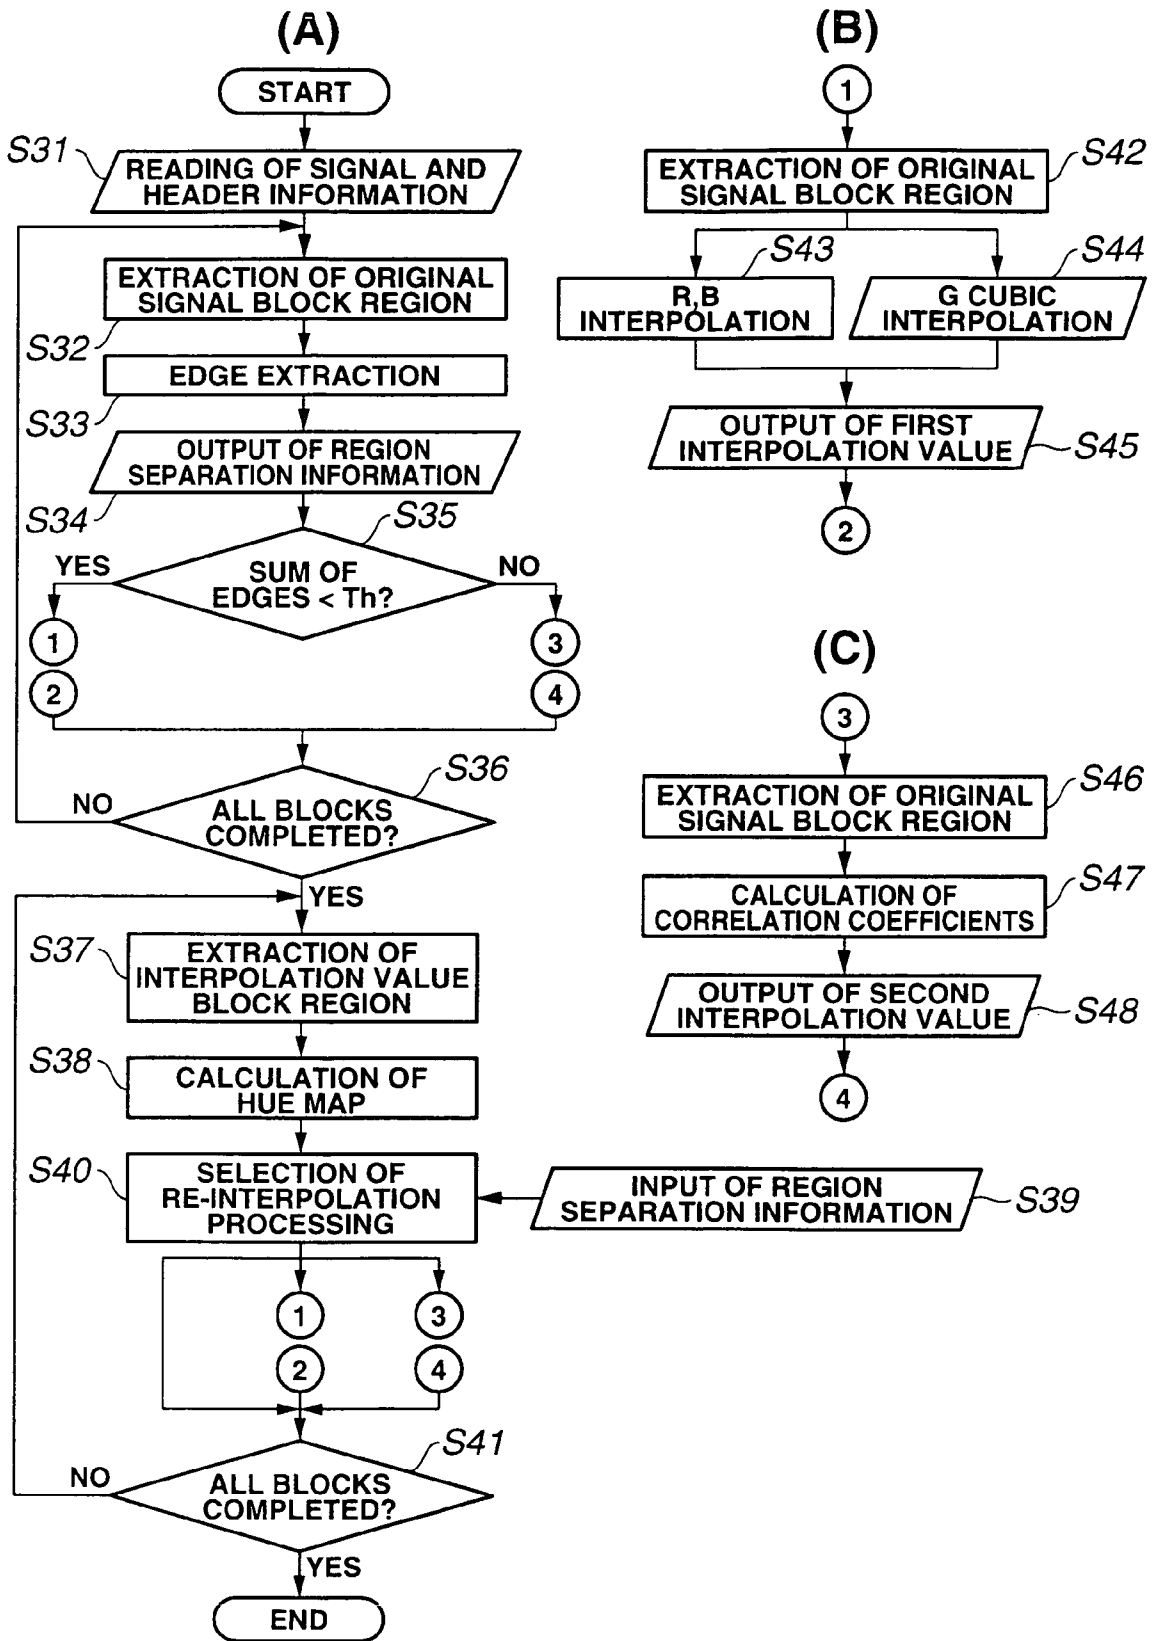 (A)
START
S31
READING OF SIGNAL AND
HEADER INFORMATION
EXTRACTION OF ORIGINAL
SIGNAL BLOCK REGION
S32
EDGE EXTRACTION
S33
OUTPUT OF REGION
SEPARATION INFORMATION
S34
S35
YES
SUM OF
EDGES < Th?
NO
1
3
2
4
S36
NO
ALL BLOCKS
COMPLETED?
YES
S37
EXTRACTION OF
INTERPOLATION VALUE
BLOCK REGION
S38
CALCULATION OF
HUE MAP
S40
SELECTION OF
RE-INTERPOLATION
PROCESSING
INPUT OF REGION
SEPARATION INFORMATION
S39
1
3
2
4
S41
NO
ALL BLOCKS
COMPLETED?
YES
END
(B)
1
EXTRACTION OF ORIGINAL
SIGNAL BLOCK REGION
S42
S43
S44
R,B
INTERPOLATION
G CUBIC
INTERPOLATION
OUTPUT OF FIRST
INTERPOLATION VALUE
S45
2
(C)
3
EXTRACTION OF ORIGINAL
SIGNAL BLOCK REGION
S46
CALCULATION OF
CORRELATION COEFFICIENTS
S47
OUTPUT OF SECOND
INTERPOLATION VALUE
S48
4